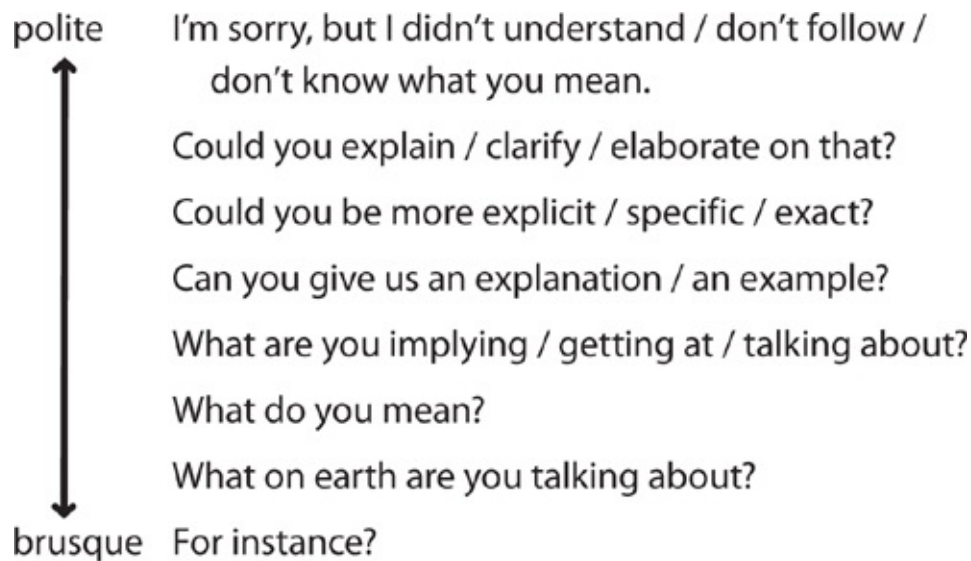 polite I’m sorry, but I didn’t understand / don’t follow /
don’t know what you mean.
Could you explain / clarify / elaborate on that?
Could you be more explicit / specific / exact?
Can you give us an explanation / an example?
What are you implying / getting at / talking about?
What do you mean?
What on earth are you talking about?
brusque For instance?